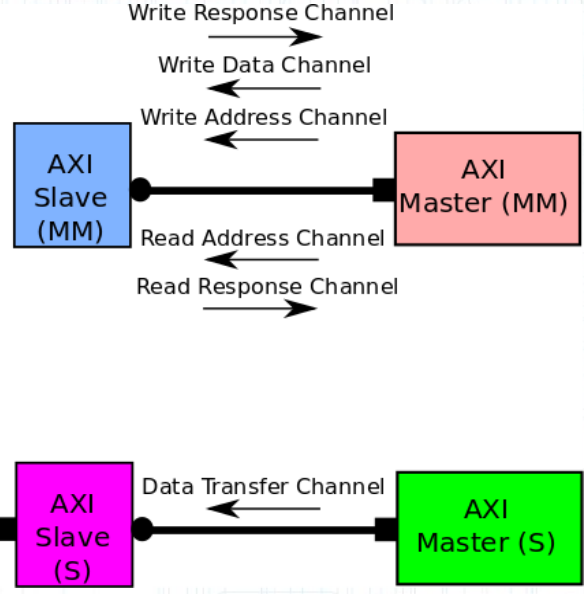 Write Response Channel
Write Data Channel
Write Address Channel
AXI
Slave
(MM)
AXI
Master (MM)
Read Address Channel
Read Response Channel
Data Transfer Channel
AXI
Slave
(S)
AXI
Master (S)